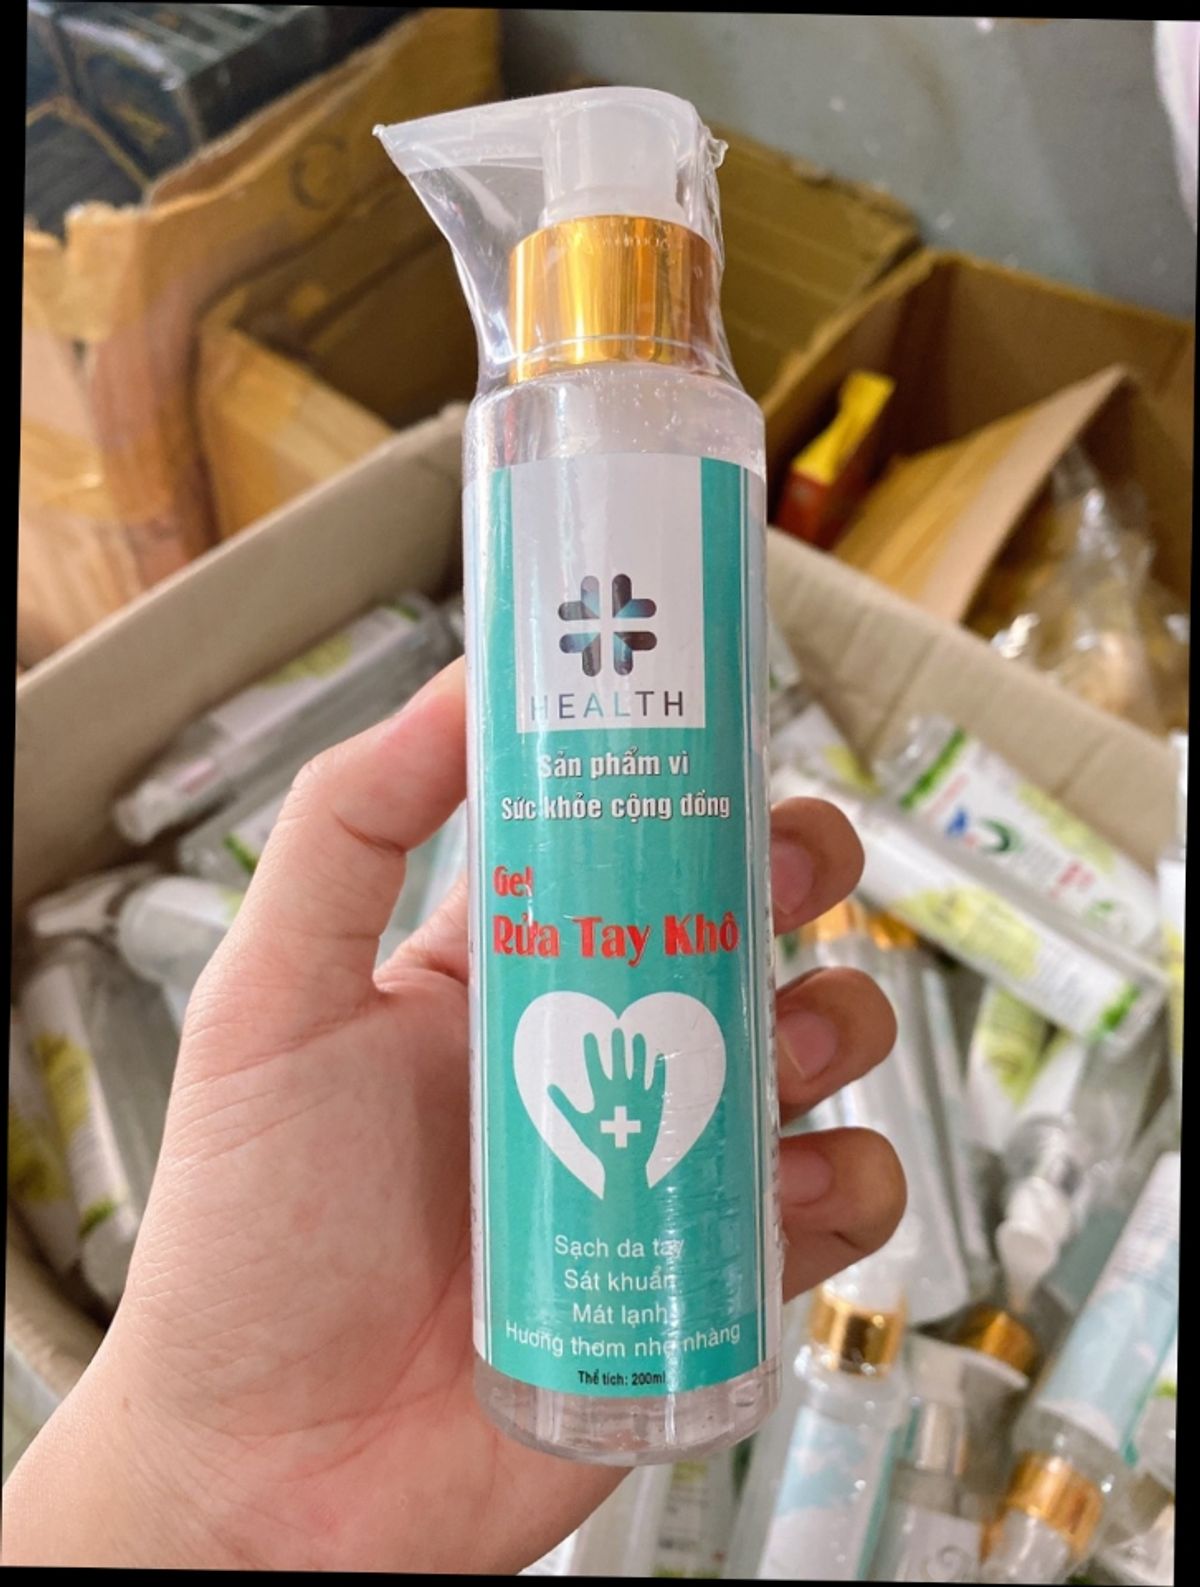 HEALTH
Sản phẩm vì
Sức khỏe cộng đồng
Gel
Rửa Tay Khô
Sạch da tay
Sát khuẩn
Mát lạnh
Hương thơm nhẹ nhàng
Thể tích: 200ml